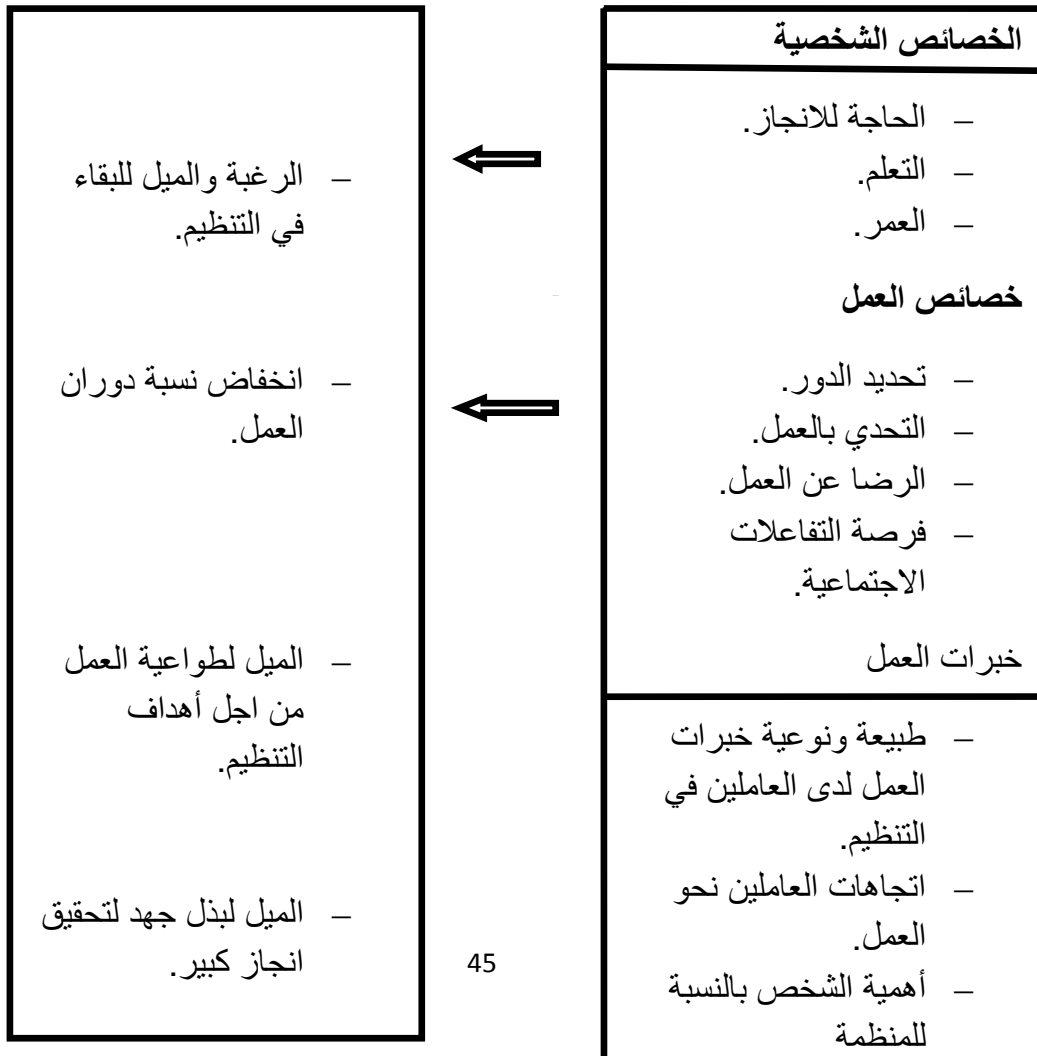 الخصائص الشخصية
– الحاجة للانجاز.
– التعلم.
– العمر.
خصائص العمل
– تحديد الدور.
– التحدي بالعمل.
– الرضا عن العمل.
– فرصة التفاعلات
الاجتماعية.
خبرات العمل
– طبيعة ونوعية خبرات
العمل لدى العاملين في
التنظيم.
– اتجاهات العاملين نحو
العمل.
– أهمية الشخص بالنسبة
للمنظمة
– الرغبة والميل للبقاء
في التنظيم.
– انخفاض نسبة دوران
العمل.
– الميل لطواعية العمل
من اجل أهداف
التنظيم.
– الميل لبذل جهد لتحقيق
انجاز كبير.
45